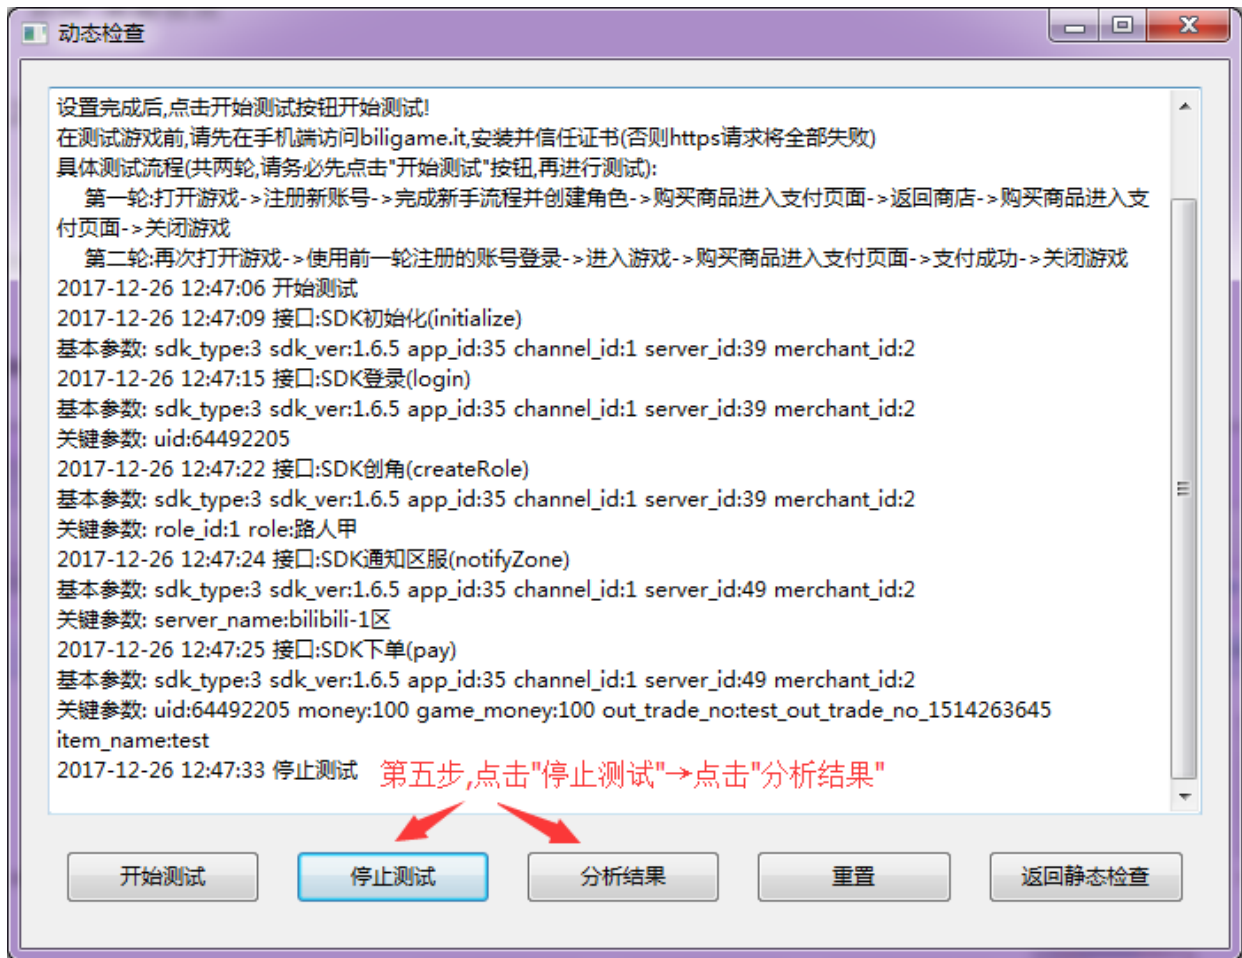 动态检查
设置完成后,点击开始测试按钮开始测试!
在测试游戏前,请先在手机端访问biligame.it,安装并信任证书(否则https请求将全部失败)
具体测试流程(共两轮,请务必先点击"开始测试"按钮,再进行测试):
第一轮:打开游戏->注册新账号->完成新手流程并创建角色->购买商品进入支付页面->返回商店->购买商品进入支
付页面->关闭游戏
第二轮:再次打开游戏->使用前一轮注册的账号登录->进入游戏->购买商品进入支付页面->支付成功->关闭游戏
2017-12-26 12:47:06 开始测试
2017-12-26 12:47:09 接口:SDK初始化(initialize)
基本参数: sdk_type:3 sdk_ver:1.6.5 app_id:35 channel_id:1 server_id:39 merchant_id:2
2017-12-26 12:47:15 接口:SDK登录(login)
基本参数: sdk_type:3 sdk_ver:1.6.5 app_id:35 channel_id:1 server_id:39 merchant_id:2
关键参数: uid:64492205
2017-12-26 12:47:22 接口:SDK创角(createRole)
基本参数: sdk_type:3 sdk_ver:1.6.5 app_id:35 channel_id:1 server_id:39 merchant_id:2
关键参数: role_id:1 role:路人甲
2017-12-26 12:47:24 接口:SDK通知区服(notifyZone)
基本参数: sdk_type:3 sdk_ver:1.6.5 app_id:35 channel_id:1 server_id:49 merchant_id:2
关键参数: server_name:bilibili-1区
2017-12-26 12:47:25 接口:SDK下单(pay)
基本参数: sdk_type:3 sdk_ver:1.6.5 app_id:35 channel_id:1 server_id:49 merchant_id:2
关键参数: uid:64492205 money:100 game_money:100 out_trade_no:test_out_trade_no_1514263645
item_name:test
2017-12-26 12:47:33 停止测试 第五步,点击"停止测试"→点击"分析结果"
开始测试 停止测试 分析结果 重置 返回静态检查